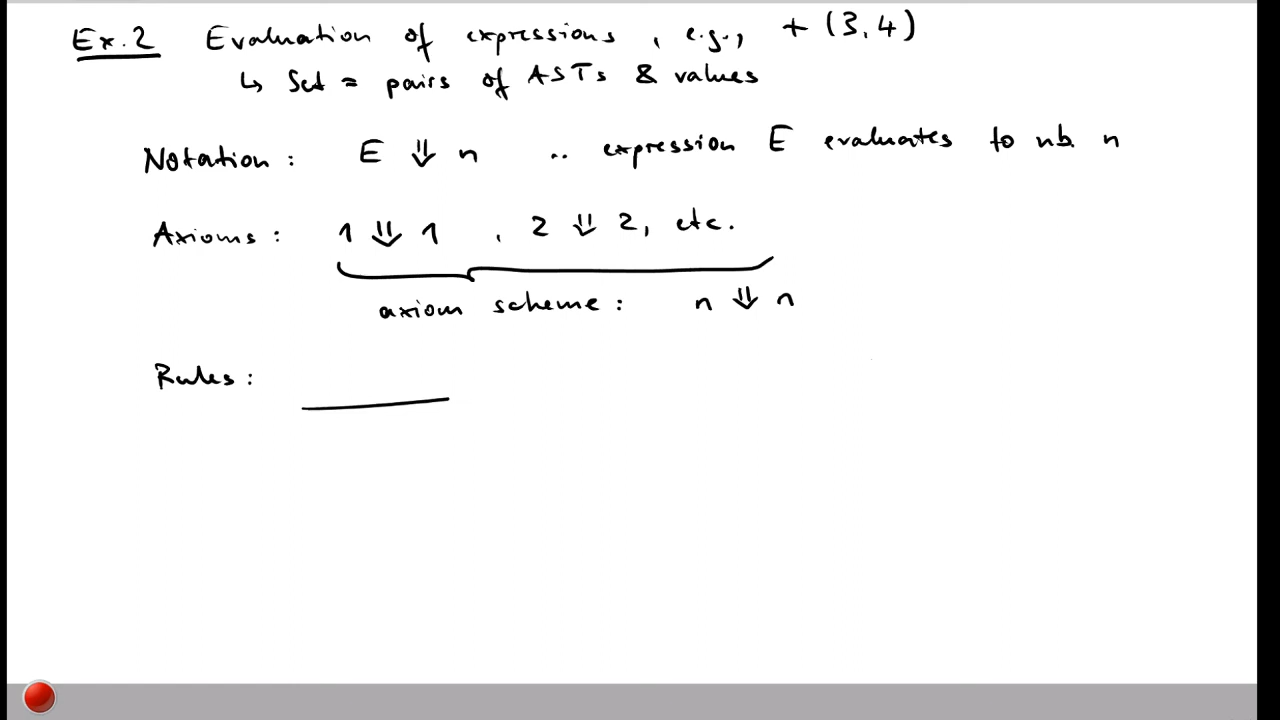 Ex. 2 Evaluation of expressions, e.g., + (3,4)
↳ Set = pairs of ASTs & values
Notation: E ⇓ n .. expression E evaluates to nb. n
Axioms: 1 ⇓ 1, 2 ⇓ 2, etc.
axiom scheme: n ⇓ n
Rules: